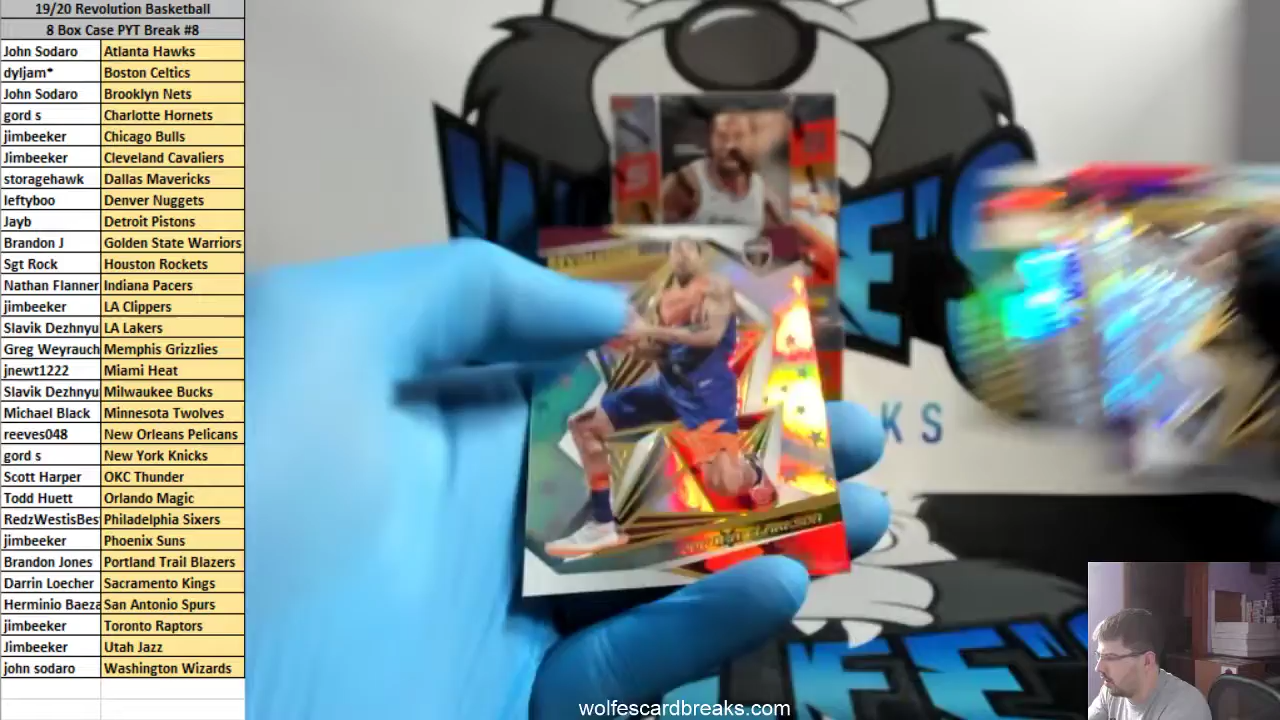 19/20 Revolution Basketball
8 Box Case PYT Break #8
John Sodaro Atlanta Hawks
dyljam* Boston Celtics
John Sodaro Brooklyn Nets
gord s Charlotte Hornets
jimbeeker Chicago Bulls
Jimbeeker Cleveland Cavaliers
storagehawk Dallas Mavericks
leftyboo Denver Nuggets
Jayb Detroit Pistons
Brandon J Golden State Warriors
Sgt Rock Houston Rockets
Nathan Flanner Indiana Pacers
jimbeeker LA Clippers
Slavik Dezhnyu LA Lakers
Greg Weyrauch Memphis Grizzlies
jnewt1222 Miami Heat
Slavik Dezhnyu Milwaukee Bucks
Michael Black Minnesota Twolves
reeves048 New Orleans Pelicans
gord s New York Knicks
Scott Harper OKC Thunder
Todd Huett Orlando Magic
RedzWestisBes Philadelphia Sixers
jimbeeker Phoenix Suns
Brandon Jones Portland Trail Blazers
Darrin Loecher Sacramento Kings
Herminio Baeza San Antonio Spurs
jimbeeker Toronto Raptors
Jimbeeker Utah Jazz
john sodaro Washington Wizards
KS
wolfescardbreaks.com